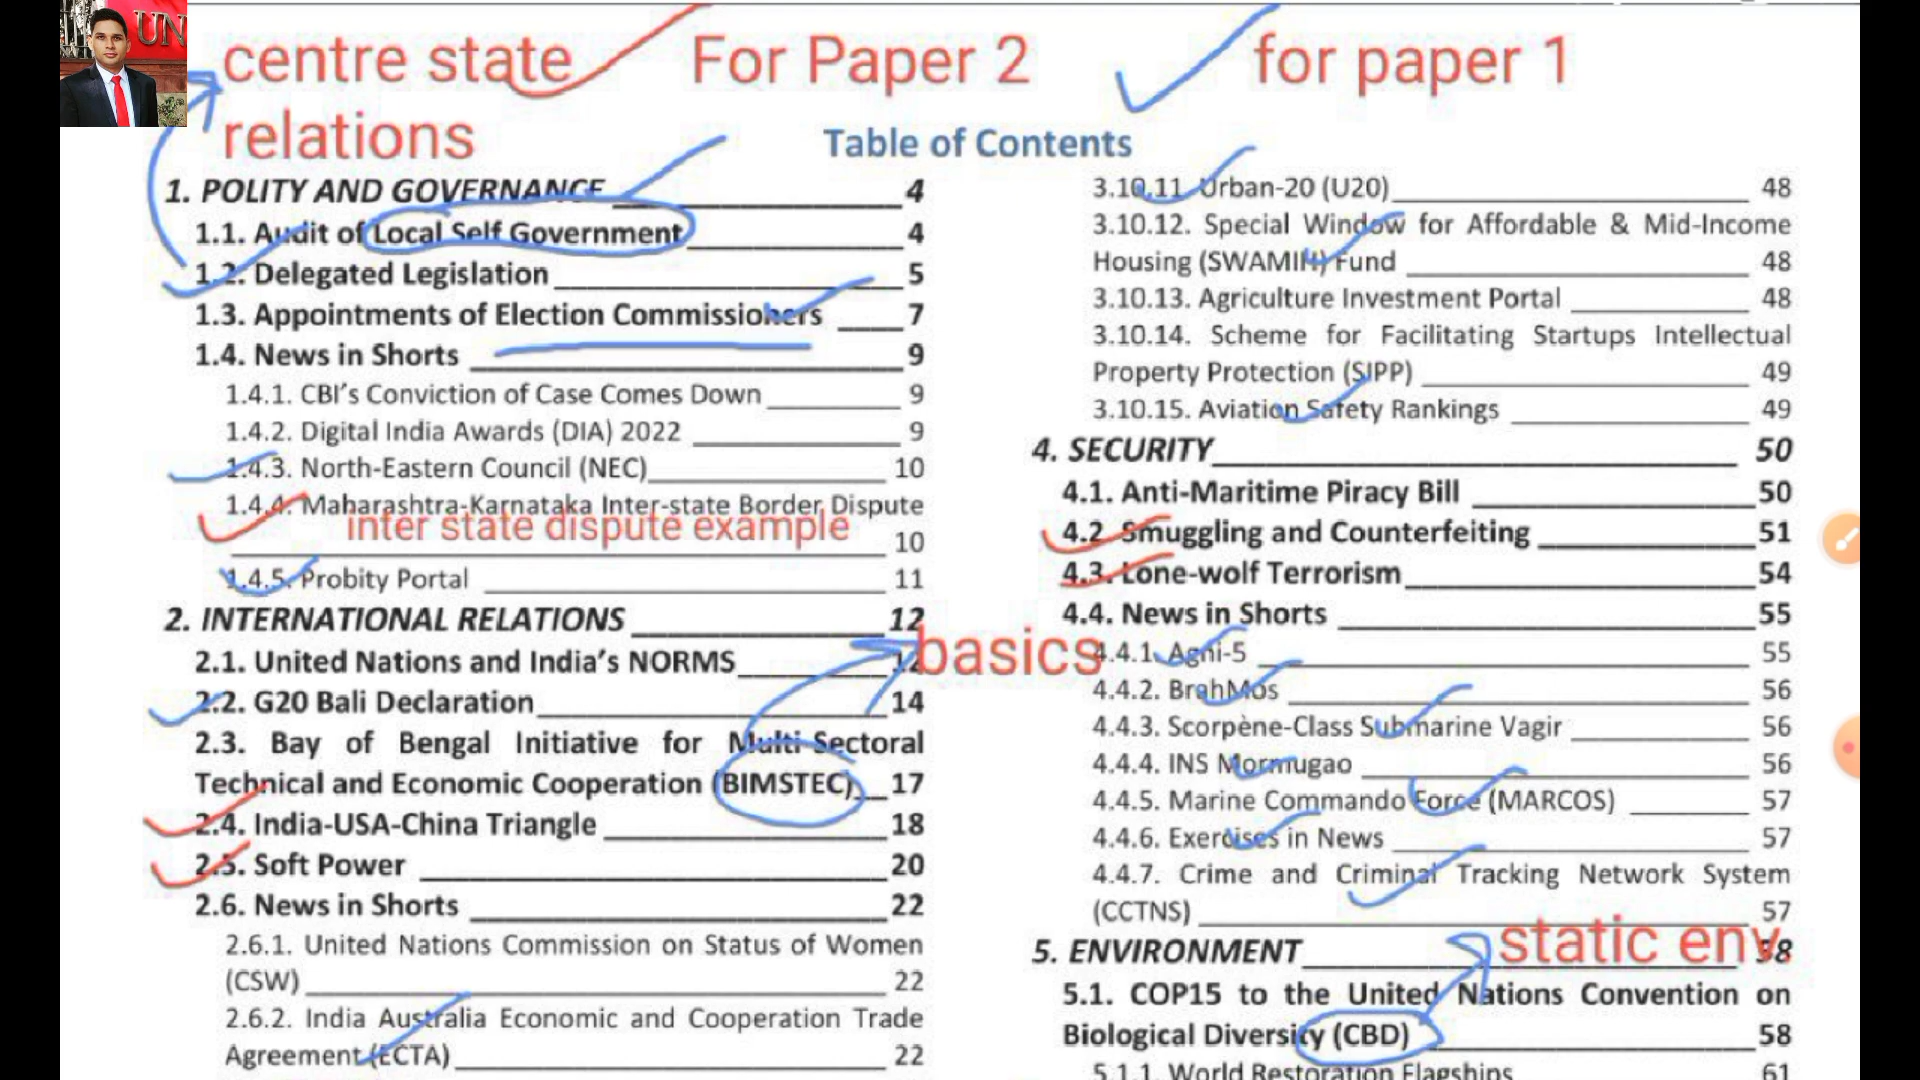 UN
centre state
relations
For Paper 2
for paper 1
Table of Contents
1. POLITY AND GOVERNANCE 4
1.1. Audit of Local Self Government 4
1.2. Delegated Legislation 5
1.3. Appointments of Election Commissioners 7
1.4. News in Shorts 9
1.4.1. CBI's Conviction of Case Comes Down 9
1.4.2. Digital India Awards (DIA) 2022 9
1.4.3. North-Eastern Council (NEC) 10
1.4.4. Maharashtra-Karnataka Inter-state Border Dispute
inter state dispute example
10
1.4.5. Probity Portal 11
2. INTERNATIONAL RELATIONS 12
2.1. United Nations and India's NORMS 12
basics
2.2. G20 Bali Declaration 14
2.3. Bay of Bengal Initiative for Multi-Sectoral
Technical and Economic Cooperation (BIMSTEC) 17
2.4. India-USA-China Triangle 18
2.5. Soft Power 20
2.6. News in Shorts 22
2.6.1. United Nations Commission on Status of Women
(CSW) 22
2.6.2. India Australia Economic and Cooperation Trade
Agreement (ECTA) 22
3.10.11. Urban-20 (U20) 48
3.10.12. Special Window for Affordable & Mid-Income
Housing (SWAMIH) Fund 48
3.10.13. Agriculture Investment Portal 48
3.10.14. Scheme for Facilitating Startups Intellectual
Property Protection (SIPP) 49
3.10.15. Aviation Safety Rankings 49
4. SECURITY 50
4.1. Anti-Maritime Piracy Bill 50
4.2. Smuggling and Counterfeiting 51
4.3. Lone-wolf Terrorism 54
4.4. News in Shorts 55
4.4.1. Agni-5 55
4.4.2. BrahMos 56
4.4.3. Scorpène-Class Submarine Vagir 56
4.4.4. INS Mormugao 56
4.4.5. Marine Commando Force (MARCOS) 57
4.4.6. Exercises in News 57
4.4.7. Crime and Criminal Tracking Network System
(CCTNS) 57
static env.
5. ENVIRONMENT 58
5.1. COP15 to the United Nations Convention on
Biological Diversity (CBD) 58
5.1.1. World Restoration Flagships 61